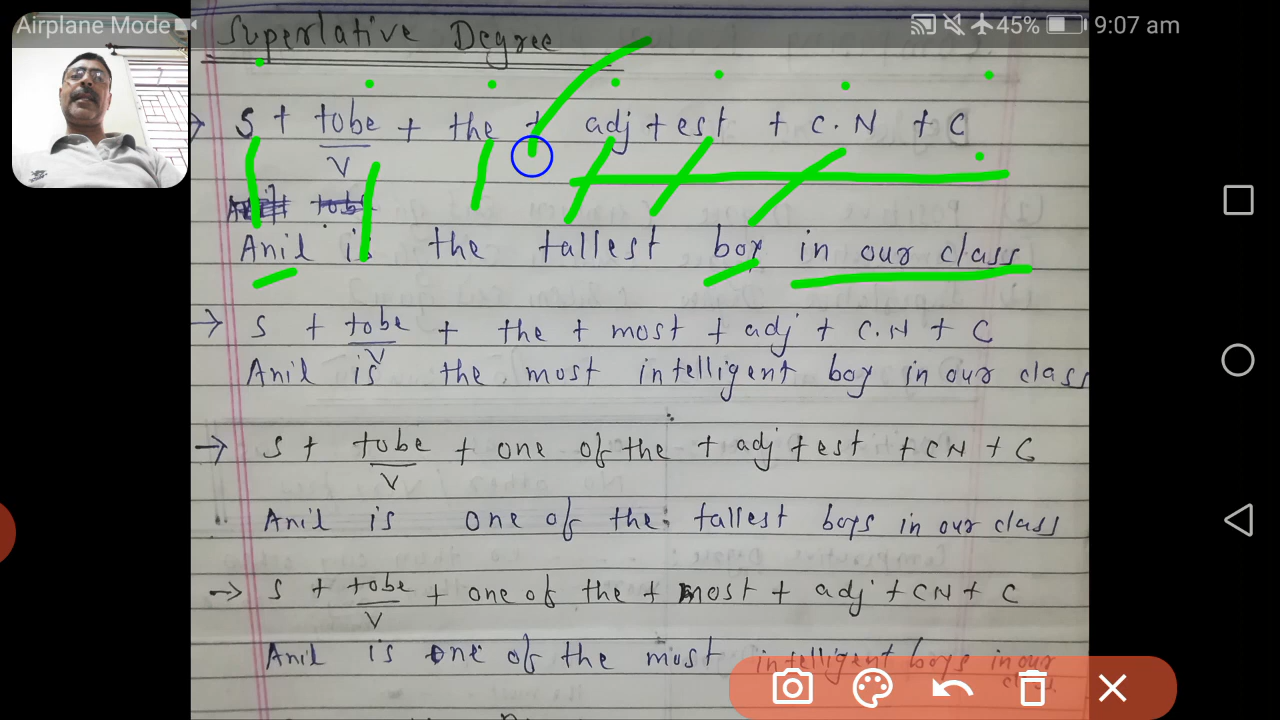 Airplane Mode 45% 9:07 am
Superlative Degree
→ S + tobe + the + adj + est + C.N + C
V
Anil is the tallest boy in our class
→ S + tobe + the + most + adj + C.N + C
V
Anil is the most intelligent boy in our class
→ S + tobe + one of the + adj + est + CN + C
V
Anil is one of the tallest boys in our class
→ S + tobe + one of the + most + adj + CN + C
V
Anil is one of the most intelligent boys in our
class